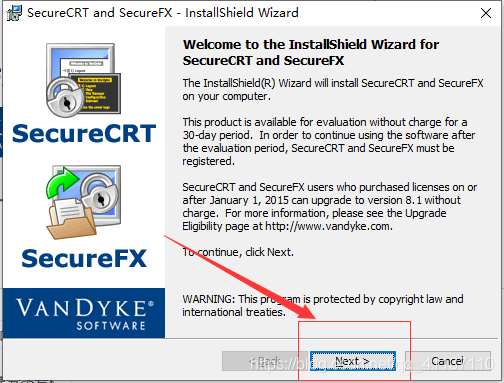 SecureCRT and SecureFX - InstallShield Wizard
SecureCRT
SecureFX
VANDYKE®
SOFTWARE
Welcome to the InstallShield Wizard for
SecureCRT and SecureFX
The InstallShield(R) Wizard will install SecureCRT and SecureFX
on your computer.
This product is available for evaluation without charge for a
30-day period. In order to continue using the software after
the evaluation period, SecureCRT and SecureFX must be
registered.
SecureCRT and SecureFX users who purchased licenses on or
after January 1, 2015 can upgrade to version 8.1 without
charge. For more information, please see the Upgrade
Eligibility page at http://www.vandyke.com.
To continue, click Next.
WARNING: This program is protected by copyright law and
international treaties.
< Back
Next >
Cancel